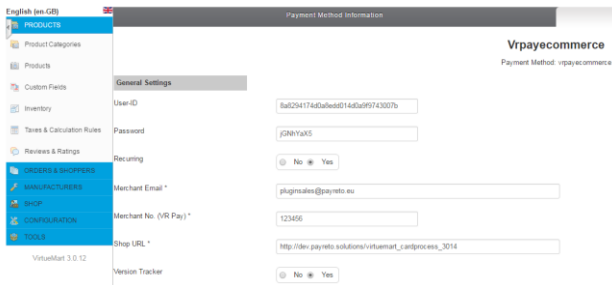 English (en-GB)
Payment Method Information
PRODUCTS
Product Categories
Products
Custom Fields
Inventory
Taxes & Calculation Rules
Reviews & Ratings
ORDERS & SHOPPERS
MANUFACTURERS
SHOP
CONFIGURATION
TOOLS
VirtueMart 3.0.12
Vrpayecommerce
Payment Method: vrpayecommerce
General Settings
User-ID
8a8294174d0a8edd014d0a9f9743007b
Password
jGNhYaX5
Recurring
No Yes
Merchant Email *
pluginsales@payreto.eu
Merchant No. (VR Pay) *
123456
Shop URL *
http://dev.payreto.solutions/virtuemart_cardprocess_3014
Version Tracker
No Yes